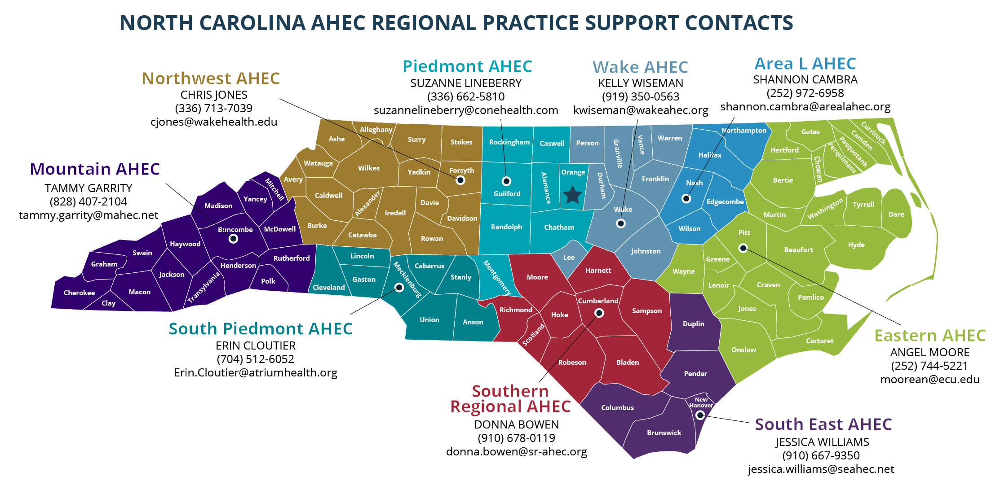 NORTH CAROLINA AHEC REGIONAL PRACTICE SUPPORT CONTACTS
Northwest AHEC
CHRIS JONES
(336) 713-7039
cjones@wakehealth.edu
Piedmont AHEC
SUZANNE LINEBERRY
(336) 662-5810
suzannelineberry@conehealth.com
Wake AHEC
KELLY WISEMAN
(919) 350-0563
kwiseman@wakeahec.org
Area L AHEC
SHANNON CAMBRA
(252) 972-6958
shannon.cambra@arealahec.org
Mountain AHEC
TAMMY GARRITY
(828) 407-2104
tammy.garrity@mahec.net
Ashe
Alleghany
Surry
Stokes
Watauga
Wilkes
Yadkin
Forsyth
Avery
Caldwell
Alexander
Iredell
Davie
Davidson
Burke
Catawba
Rowan
Rockingham
Caswell
Guilford
Alamance
Orange
Randolph
Chatham
Montgomery
Person
Granville
Vance
Warren
Durham
Franklin
Wake
Johnston
Lee
Northampton
Halifax
Nash
Edgecombe
Wilson
Gates
Hertford
Currituck
Camden
Pasquotank
Perquimans
Chowan
Bertie
Martin
Washington
Tyrrell
Dare
Pitt
Beaufort
Hyde
Greene
Wayne
Lenoir
Craven
Pamlico
Jones
Onslow
Cartaret
Mitchell
Yancey
Madison
Buncombe
McDowell
Haywood
Swain
Graham
Jackson
Henderson
Rutherford
Transylvania
Polk
Cherokee
Macon
Clay
Lincoln
Gaston
Cleveland
Mecklenburg
Cabarrus
Stanly
Union
Anson
Moore
Harnett
Richmond
Hoke
Cumberland
Sampson
Scotland
Robeson
Bladen
Duplin
Pender
New
Hanover
Columbus
Brunswick
South Piedmont AHEC
ERIN CLOUTIER
(704) 512-6052
Erin.Cloutier@atriumhealth.org
Eastern AHEC
ANGEL MOORE
(252) 744-5221
moorean@ecu.edu
Southern
Regional AHEC
DONNA BOWEN
(910) 678-0119
donna.bowen@sr-ahec.org
South East AHEC
JESSICA WILLIAMS
(910) 667-9350
jessica.williams@seahec.net